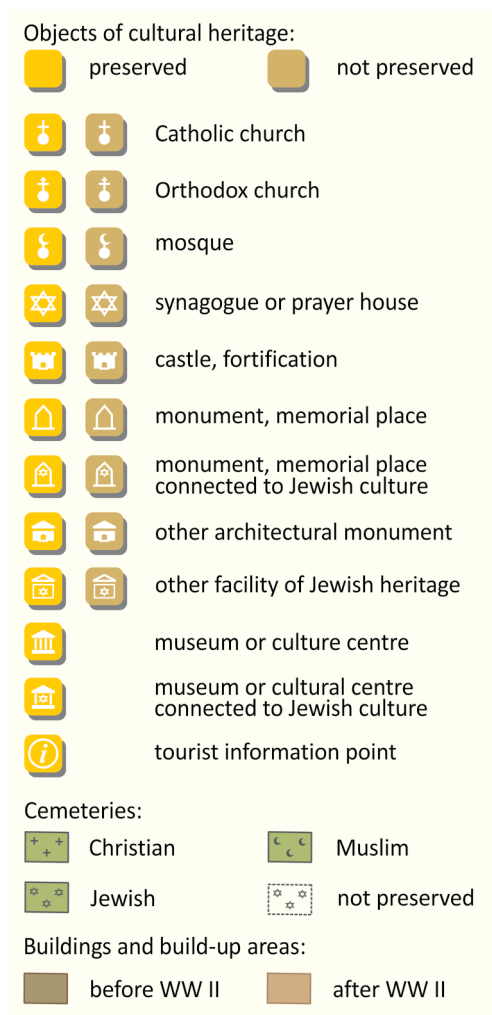 Objects of cultural heritage:
preserved
not preserved
Catholic church
Orthodox church
mosque
synagogue or prayer house
castle, fortification
monument, memorial place
monument, memorial place
connected to Jewish culture
other architectural monument
other facility of Jewish heritage
museum or culture centre
museum or cultural centre
connected to Jewish culture
i
tourist information point
Cemeteries:
Christian
Muslim
Jewish
not preserved
Buildings and build-up areas:
before WW II
after WW II